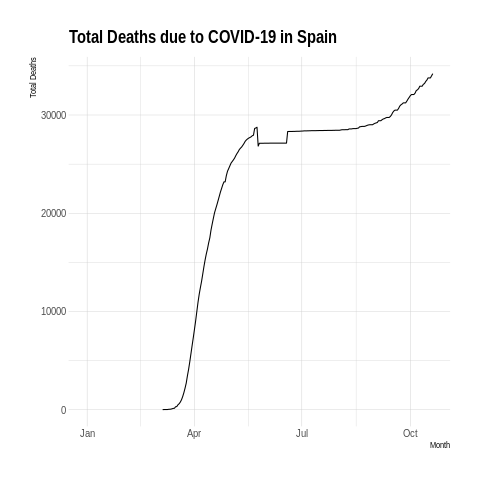 Total Deaths due to COVID-19 in Spain
Total Deaths
30000
20000
10000
0
Jan Apr Jul Oct
Month